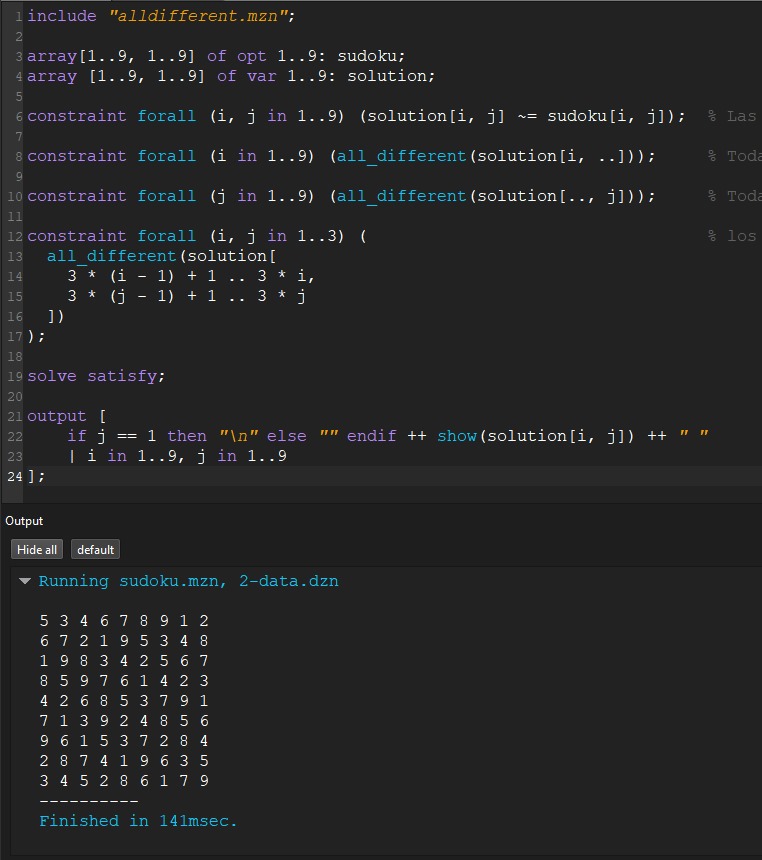 1 include "alldifferent.mzn";
2
3 array[1..9, 1..9] of opt 1..9: sudoku;
4 array [1..9, 1..9] of var 1..9: solution;
5
6 constraint forall (i, j in 1..9) (solution[i, j] ~= sudoku[i, j]); % Las
7
8 constraint forall (i in 1..9) (all_different(solution[i, ..])); % Toda
9
10 constraint forall (j in 1..9) (all_different(solution[.., j])); % Toda
11
12 constraint forall (i, j in 1..3) ( % los
13 all_different(solution[
14 3 * (i - 1) + 1 .. 3 * i,
15 3 * (j - 1) + 1 .. 3 * j
16 ])
17 );
18
19 solve satisfy;
20
21 output [
22 if j == 1 then "\n" else "" endif ++ show(solution[i, j]) ++ " "
23 | i in 1..9, j in 1..9
24 ];
Output
Hide all default
Running sudoku.mzn, 2-data.dzn
5 3 4 6 7 8 9 1 2
6 7 2 1 9 5 3 4 8
1 9 8 3 4 2 5 6 7
8 5 9 7 6 1 4 2 3
4 2 6 8 5 3 7 9 1
7 1 3 9 2 4 8 5 6
9 6 1 5 3 7 2 8 4
2 8 7 4 1 9 6 3 5
3 4 5 2 8 6 1 7 9
----------
Finished in 141msec.